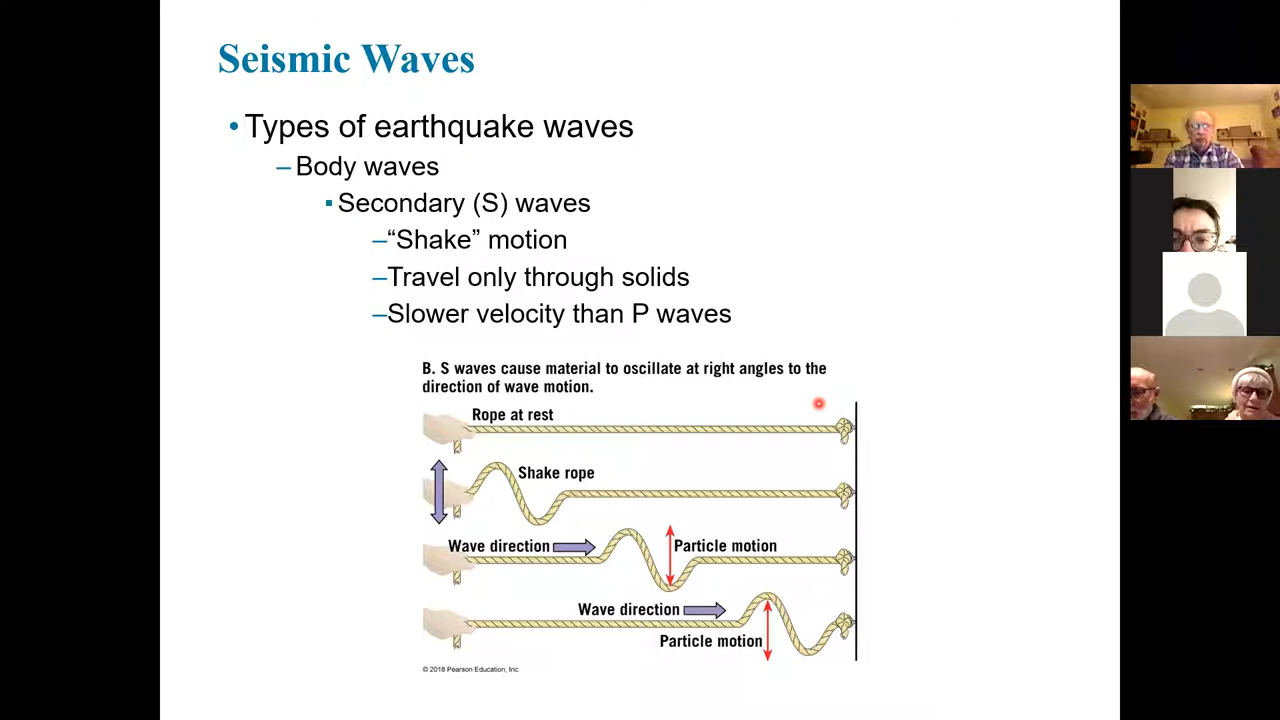 Seismic Waves
• Types of earthquake waves
– Body waves
▪ Secondary (S) waves
–“Shake” motion
–Travel only through solids
–Slower velocity than P waves
B. S waves cause material to oscillate at right angles to the
direction of wave motion.
Rope at rest
Shake rope
Wave direction
Particle motion
Wave direction
Particle motion
© 2018 Pearson Education, Inc